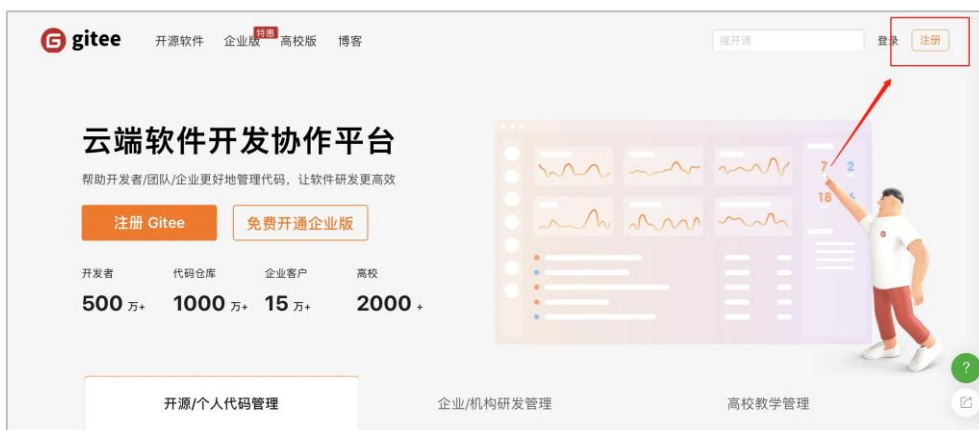 gitee 开源软件 企业版 特惠 高校版 博客 搜开源 登录 注册
云端软件开发协作平台
帮助开发者/团队/企业更好地管理代码，让软件研发更高效
注册 Gitee 免费开通企业版
开发者 代码仓库 企业客户 高校
500 万+ 1000 万+ 15 万+ 2000 +
7 2
18
开源/个人代码管理 企业/机构研发管理 高校教学管理
?